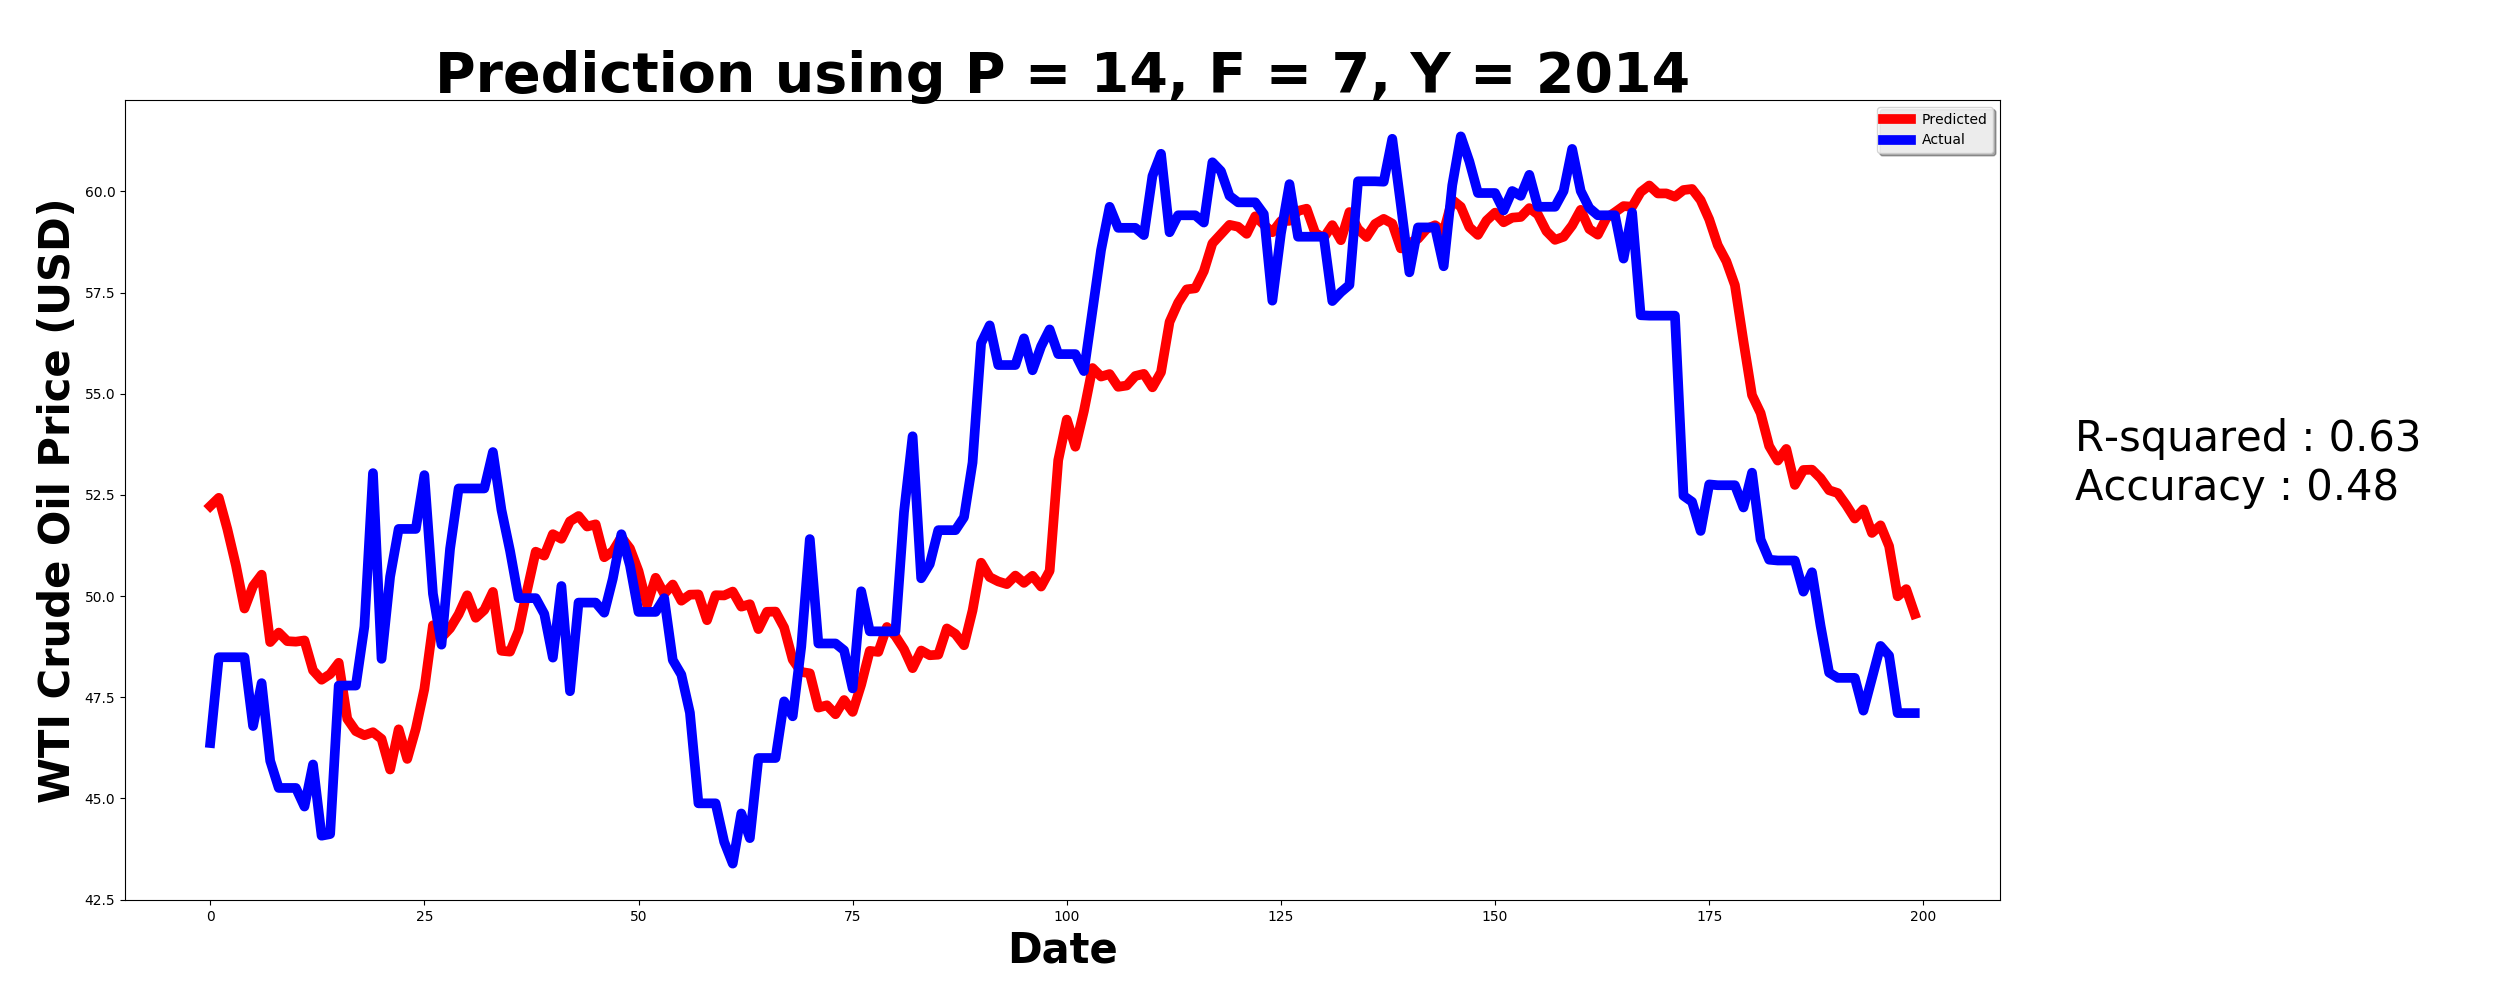 Prediction using P = 14, F = 7, Y = 2014
Predicted
Actual
WTI Crude Oil Price (USD)
60.0
57.5
55.0
52.5
50.0
47.5
45.0
42.5
0 25 50 75 100 125 150 175 200
Date
R-squared : 0.63
Accuracy : 0.48